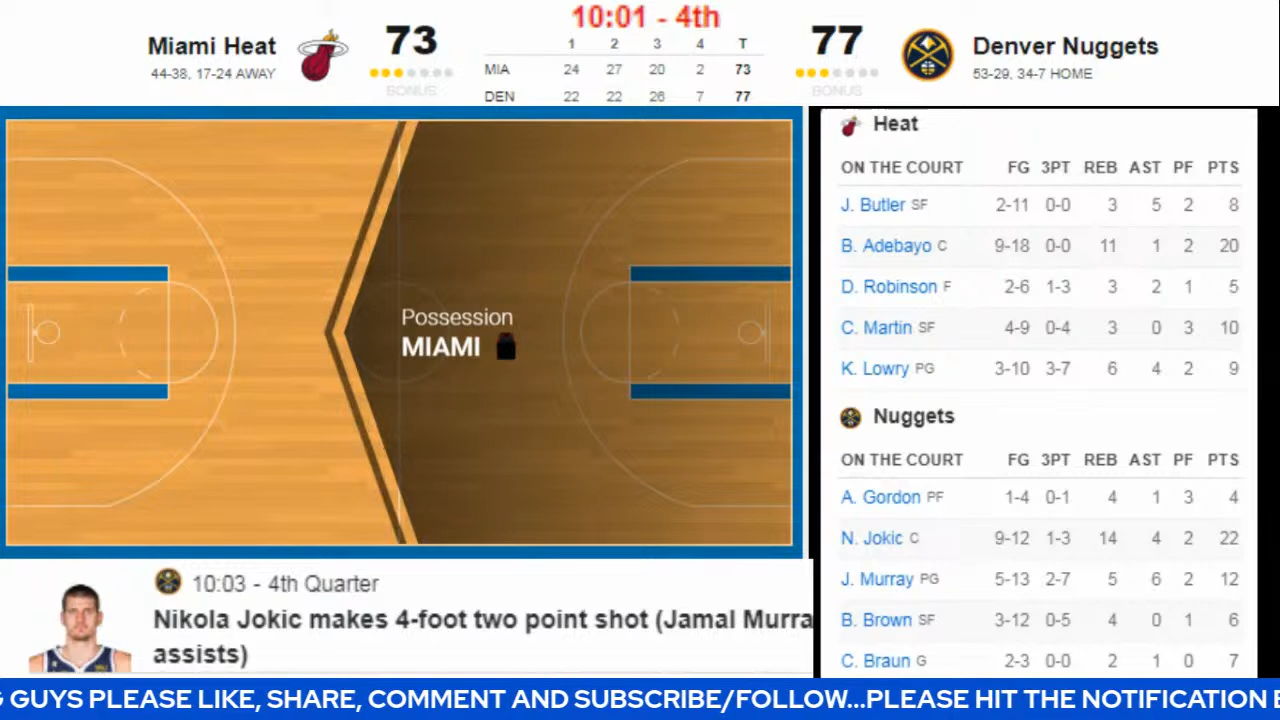 10:01 - 4th
Miami Heat
44-38, 17-24 AWAY
73
BONUS
1 2 3 4 T
MIA 24 27 20 2 73
DEN 22 22 26 7 77
77
BONUS
Denver Nuggets
53-29, 34-7 HOME
Possession
MIAMI
Heat
ON THE COURT FG 3PT REB AST PF PTS
J. Butler SF 2-11 0-0 3 5 2 8
B. Adebayo C 9-18 0-0 11 1 2 20
D. Robinson F 2-6 1-3 3 2 1 5
C. Martin SF 4-9 0-4 3 0 3 10
K. Lowry PG 3-10 3-7 6 4 2 9
Nuggets
ON THE COURT FG 3PT REB AST PF PTS
A. Gordon PF 1-4 0-1 4 1 3 4
N. Jokic C 9-12 1-3 14 4 2 22
J. Murray PG 5-13 2-7 5 6 2 12
B. Brown SF 3-12 0-5 4 0 1 6
C. Braun G 2-3 0-0 2 1 0 7
10:03 - 4th Quarter
Nikola Jokic makes 4-foot two point shot (Jamal Murra
assists)
G GUYS PLEASE LIKE, SHARE, COMMENT AND SUBSCRIBE/FOLLOW...PLEASE HIT THE NOTIFICATION B